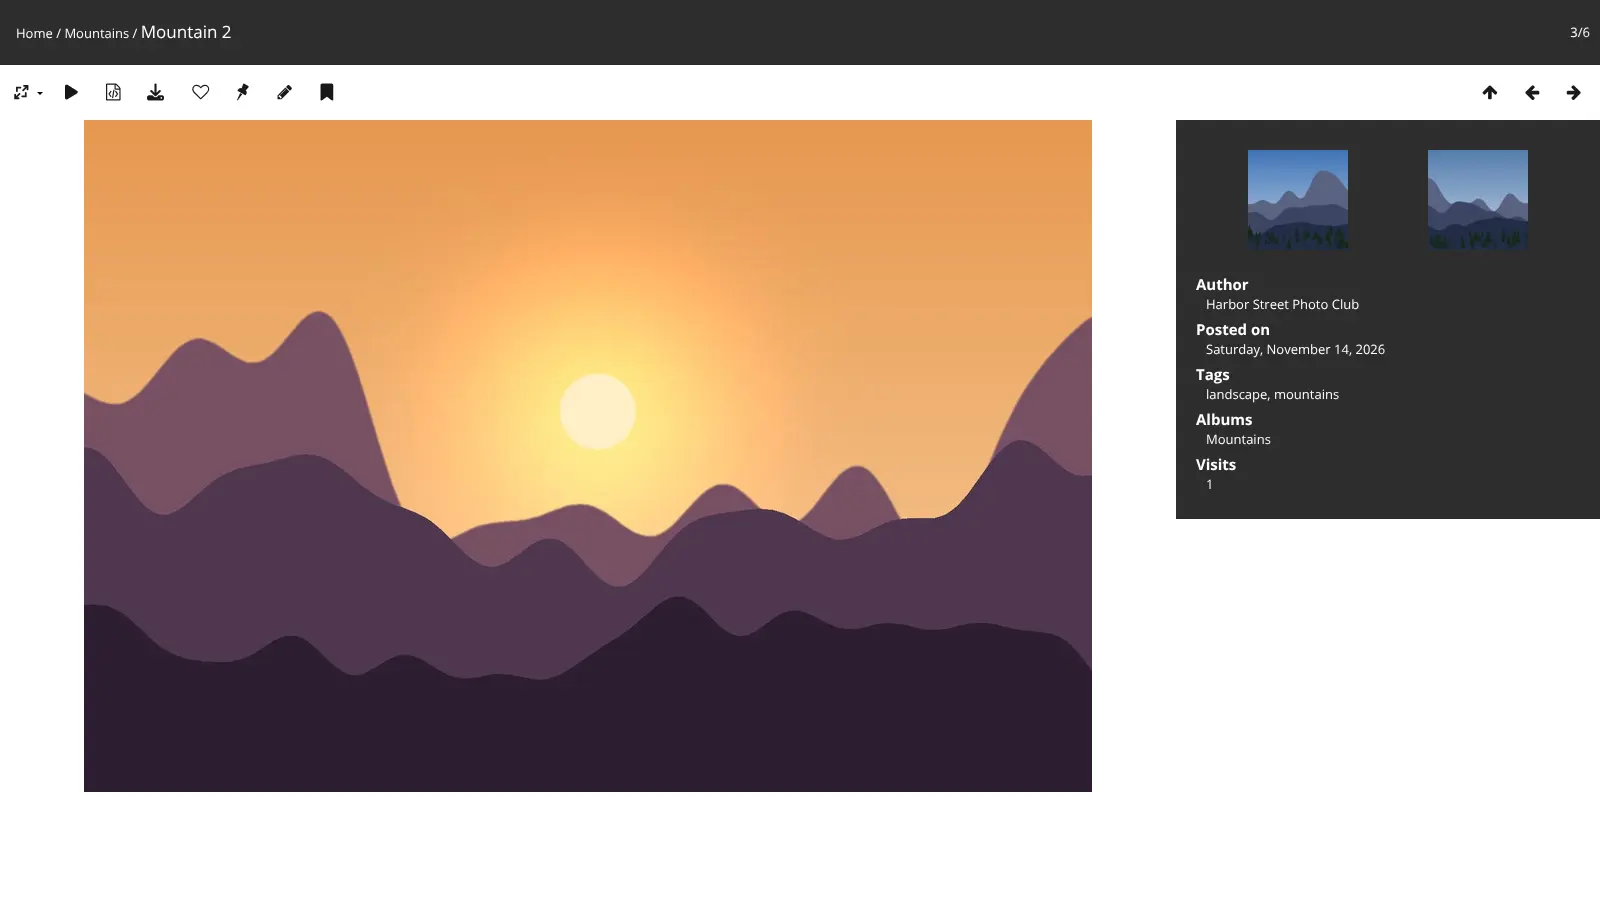 Home / Mountains / Mountain 2
3/6
Author
Harbor Street Photo Club
Posted on
Saturday, November 14, 2026
Tags
landscape, mountains
Albums
Mountains
Visits
1